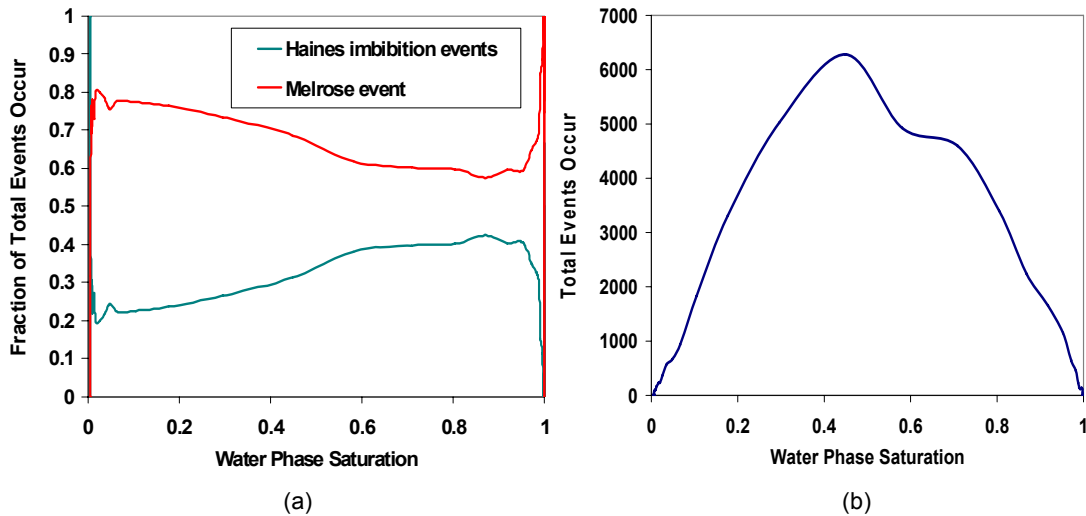 Fraction of Total Events Occur
1
0.9
0.8
0.7
0.6
0.5
0.4
0.3
0.2
0.1
0
Haines imbibition events
Melrose event
0 0.2 0.4 0.6 0.8 1
Water Phase Saturation
(a)
Total Events Occur
7000
6000
5000
4000
3000
2000
1000
0
0 0.2 0.4 0.6 0.8 1
Water Phase Saturation
(b)